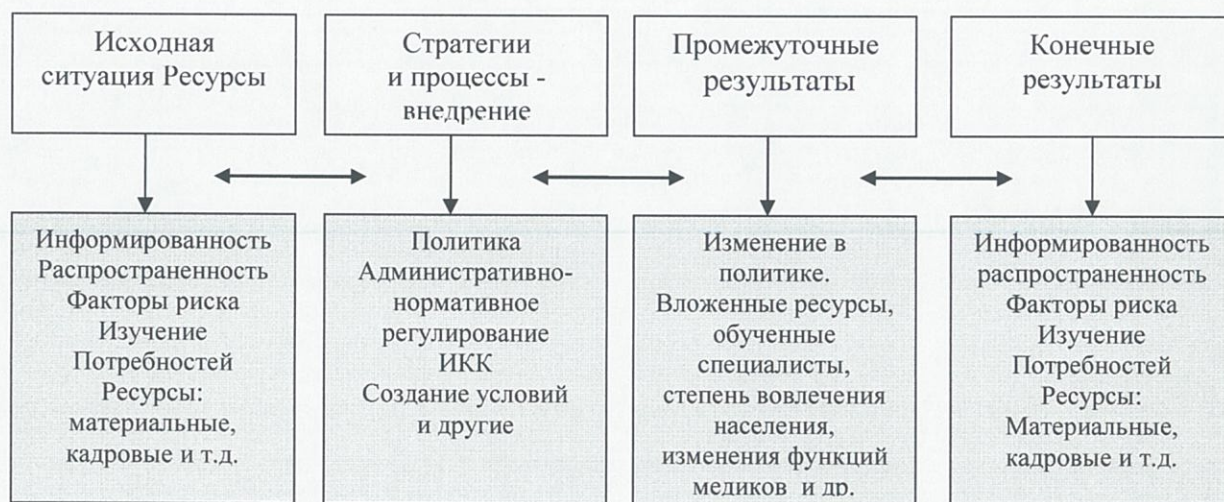 Исходная
ситуация Ресурсы
Стратегии
и процессы -
внедрение
Промежуточные
результаты
Конечные
результаты
Информированность
Распространенность
Факторы риска
Изучение
Потребностей
Ресурсы:
материальные,
кадровые и т.д.
Политика
Административно-
нормативное
регулирование
ИКК
Создание условий
и другие
Изменение в
политике.
Вложенные ресурсы,
обученные
специалисты,
степень вовлечения
населения,
изменения функций
медиков и др.
Информированность
распространенность
Факторы риска
Изучение
Потребностей
Ресурсы:
Материальные,
кадровые и т.д.